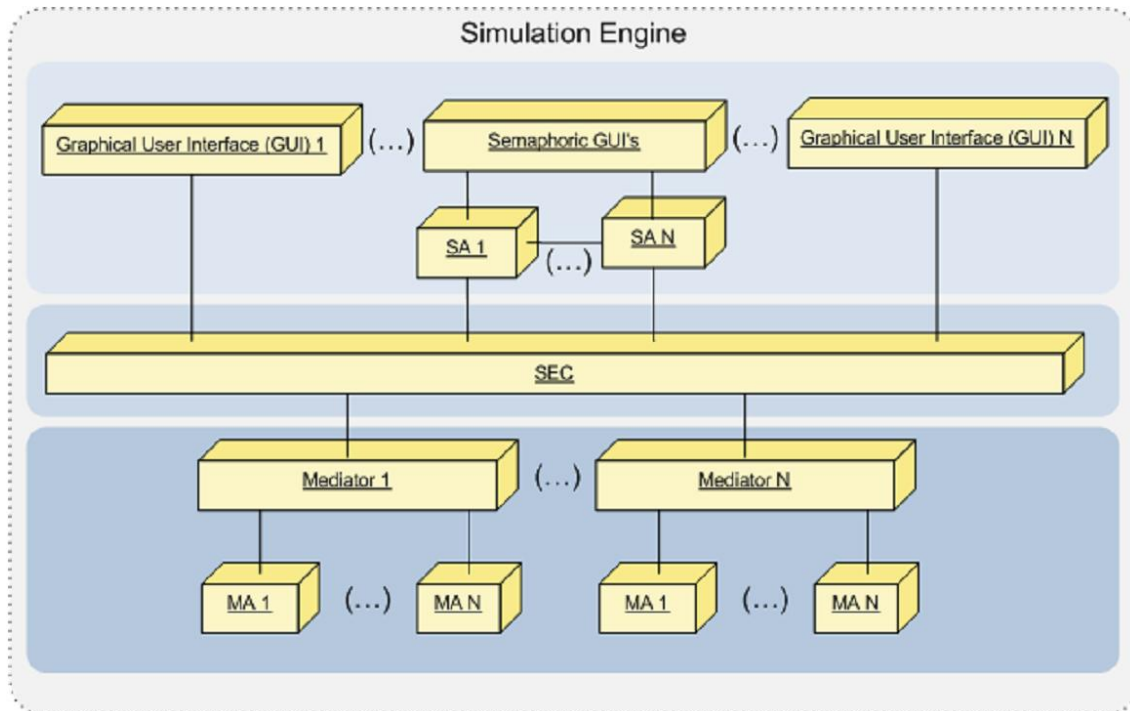 Simulation Engine
Graphical User Interface (GUI) 1
(...)
Semaphoric GUI's
(...)
Graphical User Interface (GUI) N
SA 1
(...)
SA N
SEC
Mediator 1
(...)
Mediator N
MA 1
(...)
MA N
MA 1
(...)
MA N